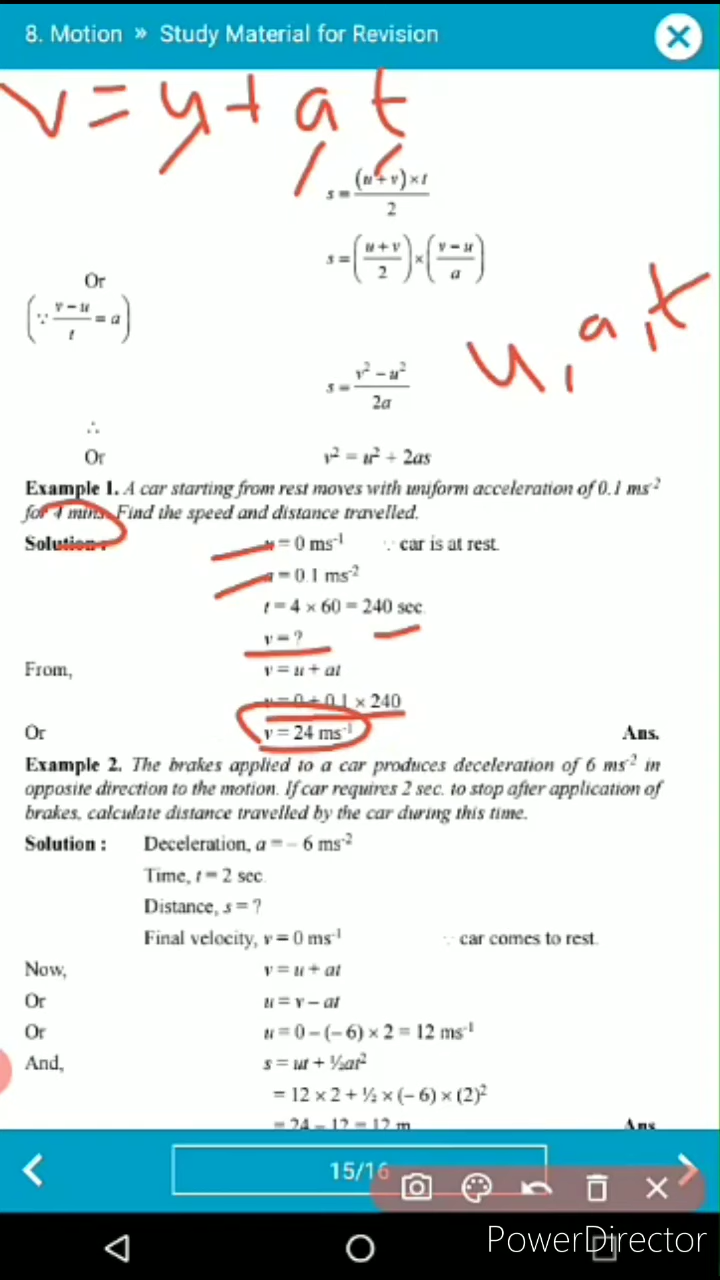 8. Motion » Study Material for Revision
v = u + at
s = (u + v) × t / 2
s = (u + v / 2) × (v − u / a)
Or
(∵ v − u / t = a)
u, a, t
s = v² − u² / 2a
∴
Or v² = u² + 2as
Example 1. A car starting from rest moves with uniform acceleration of 0.1 ms⁻²
for 4 mins. Find the speed and distance travelled.
Solution : u = 0 ms⁻¹ ∵ car is at rest.
a = 0.1 ms⁻²
t = 4 × 60 = 240 sec.
v = ?
From, v = u + at
v = 0 + 0.1 × 240
Or v = 24 ms⁻¹ Ans.
Example 2. The brakes applied to a car produces deceleration of 6 ms⁻² in
opposite direction to the motion. If car requires 2 sec. to stop after application of
brakes, calculate distance travelled by the car during this time.
Solution : Deceleration, a = − 6 ms⁻²
Time, t = 2 sec.
Distance, s = ?
Final velocity, v = 0 ms⁻¹ ∵ car comes to rest.
Now, v = u + at
Or u = v − at
Or u = 0 − (− 6) × 2 = 12 ms⁻¹
And, s = ut + ½at²
= 12 × 2 + ½ × (− 6) × (2)²
= 24 − 12 = 12 m Ans
15/16
PowerDirector